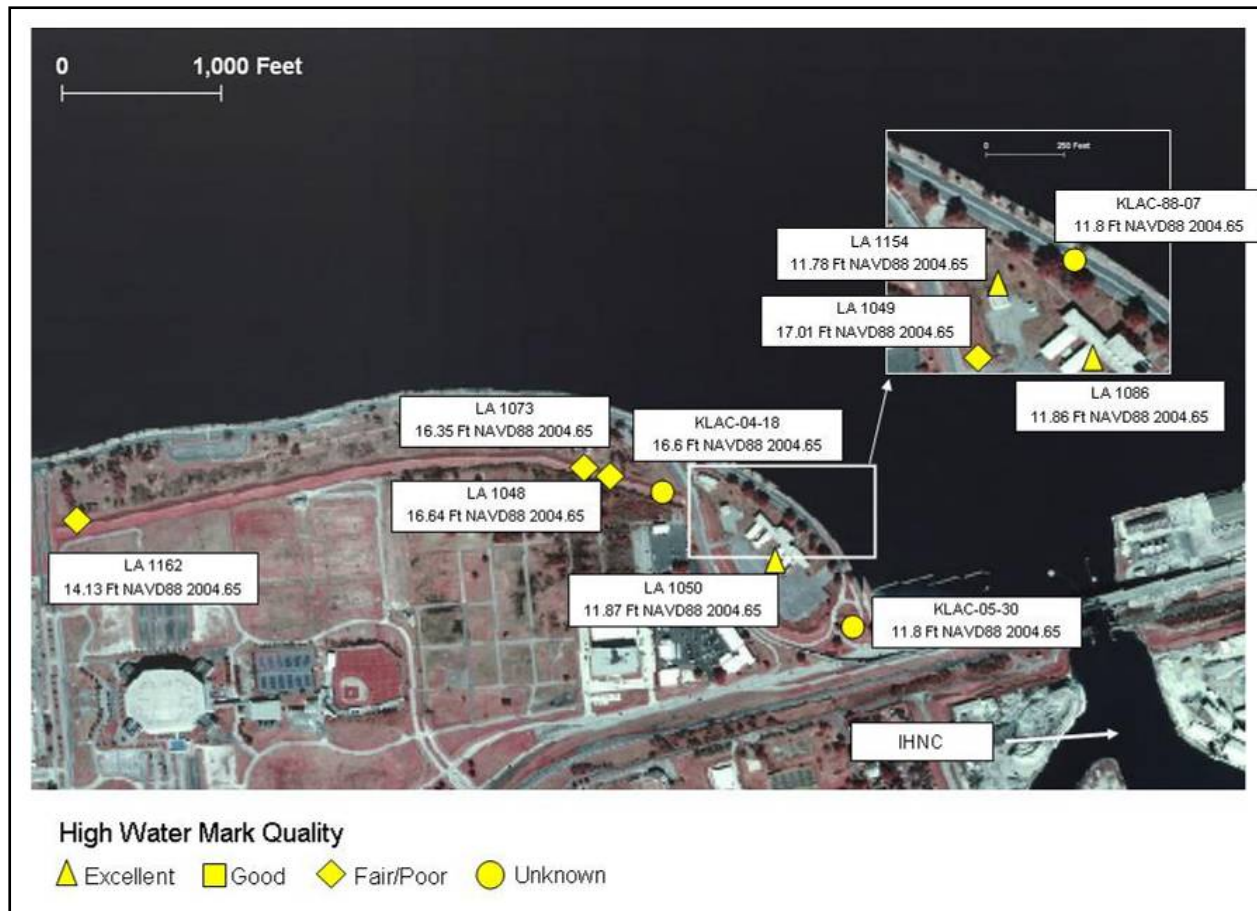 0 1,000 Feet
0 250 Feet
KLAC-88-07
11.8 Ft NAVD88 2004.65
LA 1154
11.78 Ft NAVD88 2004.65
LA 1049
17.01 Ft NAVD88 2004.65
LA 1086
11.86 Ft NAVD88 2004.65
LA 1073
16.35 Ft NAVD88 2004.65
KLAC-04-18
16.6 Ft NAVD88 2004.65
LA 1048
16.64 Ft NAVD88 2004.65
LA 1162
14.13 Ft NAVD88 2004.65
LA 1050
11.87 Ft NAVD88 2004.65
KLAC-05-30
11.8 Ft NAVD88 2004.65
IHNC
High Water Mark Quality
Excellent Good Fair/Poor Unknown